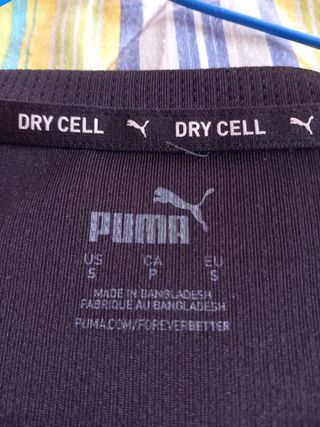 DRY CELL DRY CELL
PUMA
US CA EU
S P S
MADE IN BANGLADESH
FABRIQUE AU BANGLADESH
PUMA.COM/FOREVERBETTER